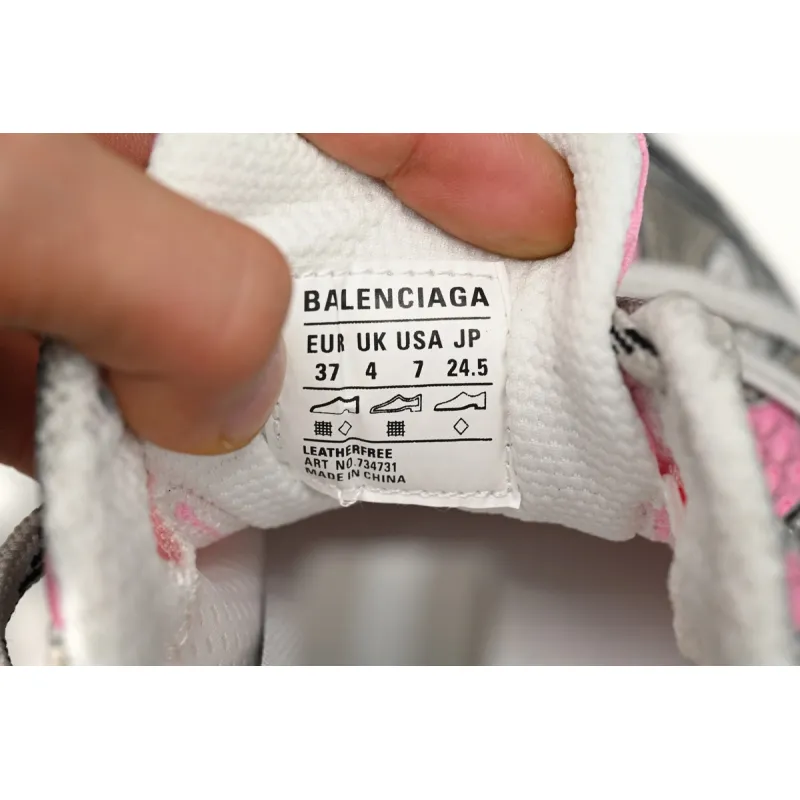 BALENCIAGA
EUR UK USA JP
37 4 7 24.5
LEATHERFREE
ART NO.734731
MADE IN CHINA